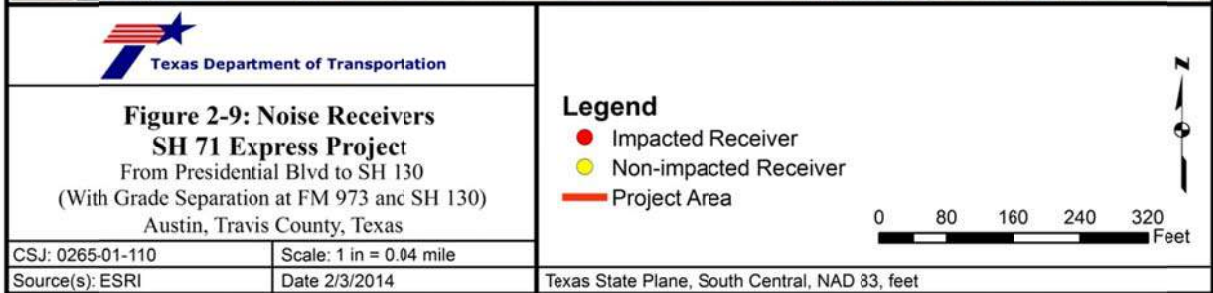 Texas Department of Transportation
Figure 2-9: Noise Receivers
SH 71 Express Project
From Presidential Blvd to SH 130
(With Grade Separation at FM 973 and SH 130)
Austin, Travis County, Texas
CSJ: 0265-01-110
Scale: 1 in = 0.04 mile
Source(s): ESRI
Date 2/3/2014
Legend
Impacted Receiver
Non-impacted Receiver
Project Area
N
0 80 160 240 320
Feet
Texas State Plane, South Central, NAD 83, feet